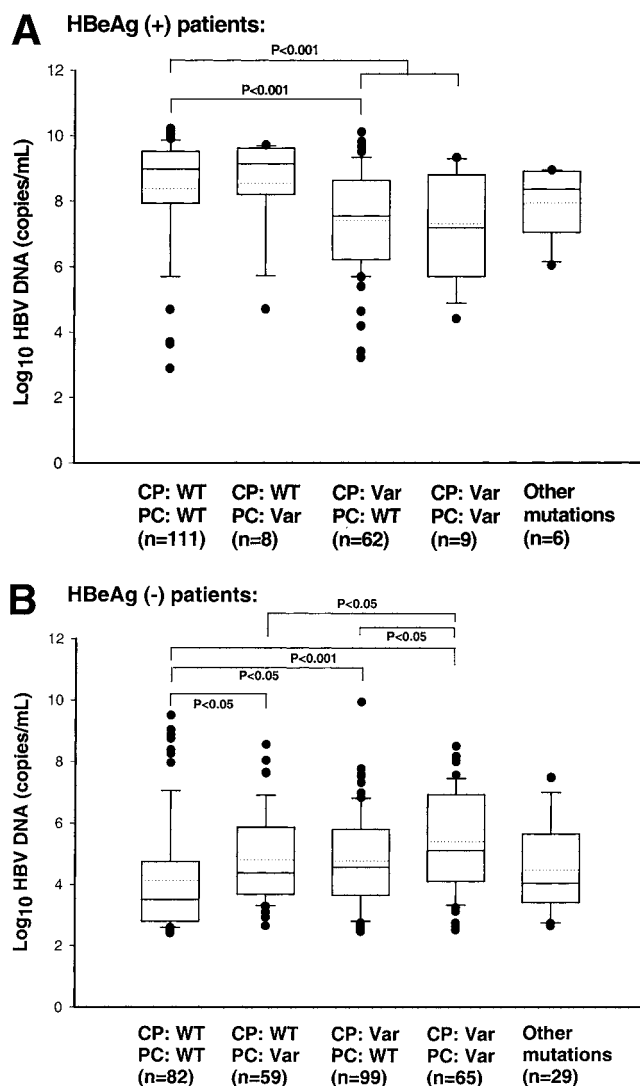 A HBeAg (+) patients:
P<0.001
P<0.001
12
10
8
6
4
2
0
Log10 HBV DNA (copies/mL)
CP: WT CP: WT CP: Var CP: Var Other
PC: WT PC: Var PC: WT PC: Var mutations
(n=111) (n=8) (n=62) (n=9) (n=6)
B HBeAg (-) patients:
P<0.05
P<0.05
P<0.001
P<0.05
P<0.05
12
10
8
6
4
2
0
Log10 HBV DNA (copies/mL)
CP: WT CP: WT CP: Var CP: Var Other
PC: WT PC: Var PC: WT PC: Var mutations
(n=82) (n=59) (n=99) (n=65) (n=29)